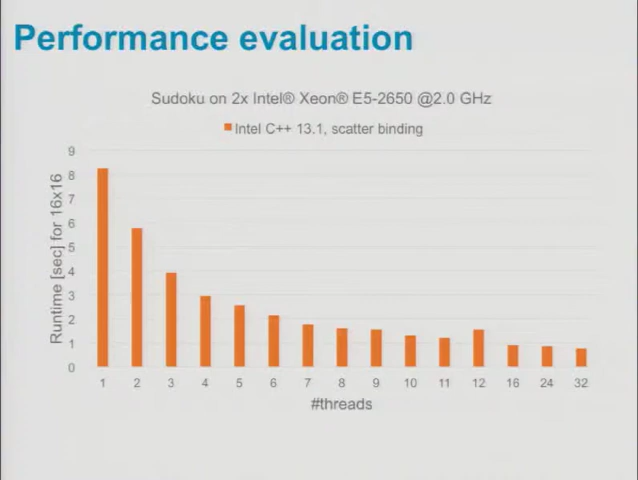 Performance evaluation
Sudoku on 2x Intel® Xeon® E5-2650 @2.0 GHz
Intel C++ 13.1, scatter binding
Runtime [sec] for 16x16
9
8
7
6
5
4
3
2
1
0
1 2 3 4 5 6 7 8 9 10 11 12 16 24 32
#threads